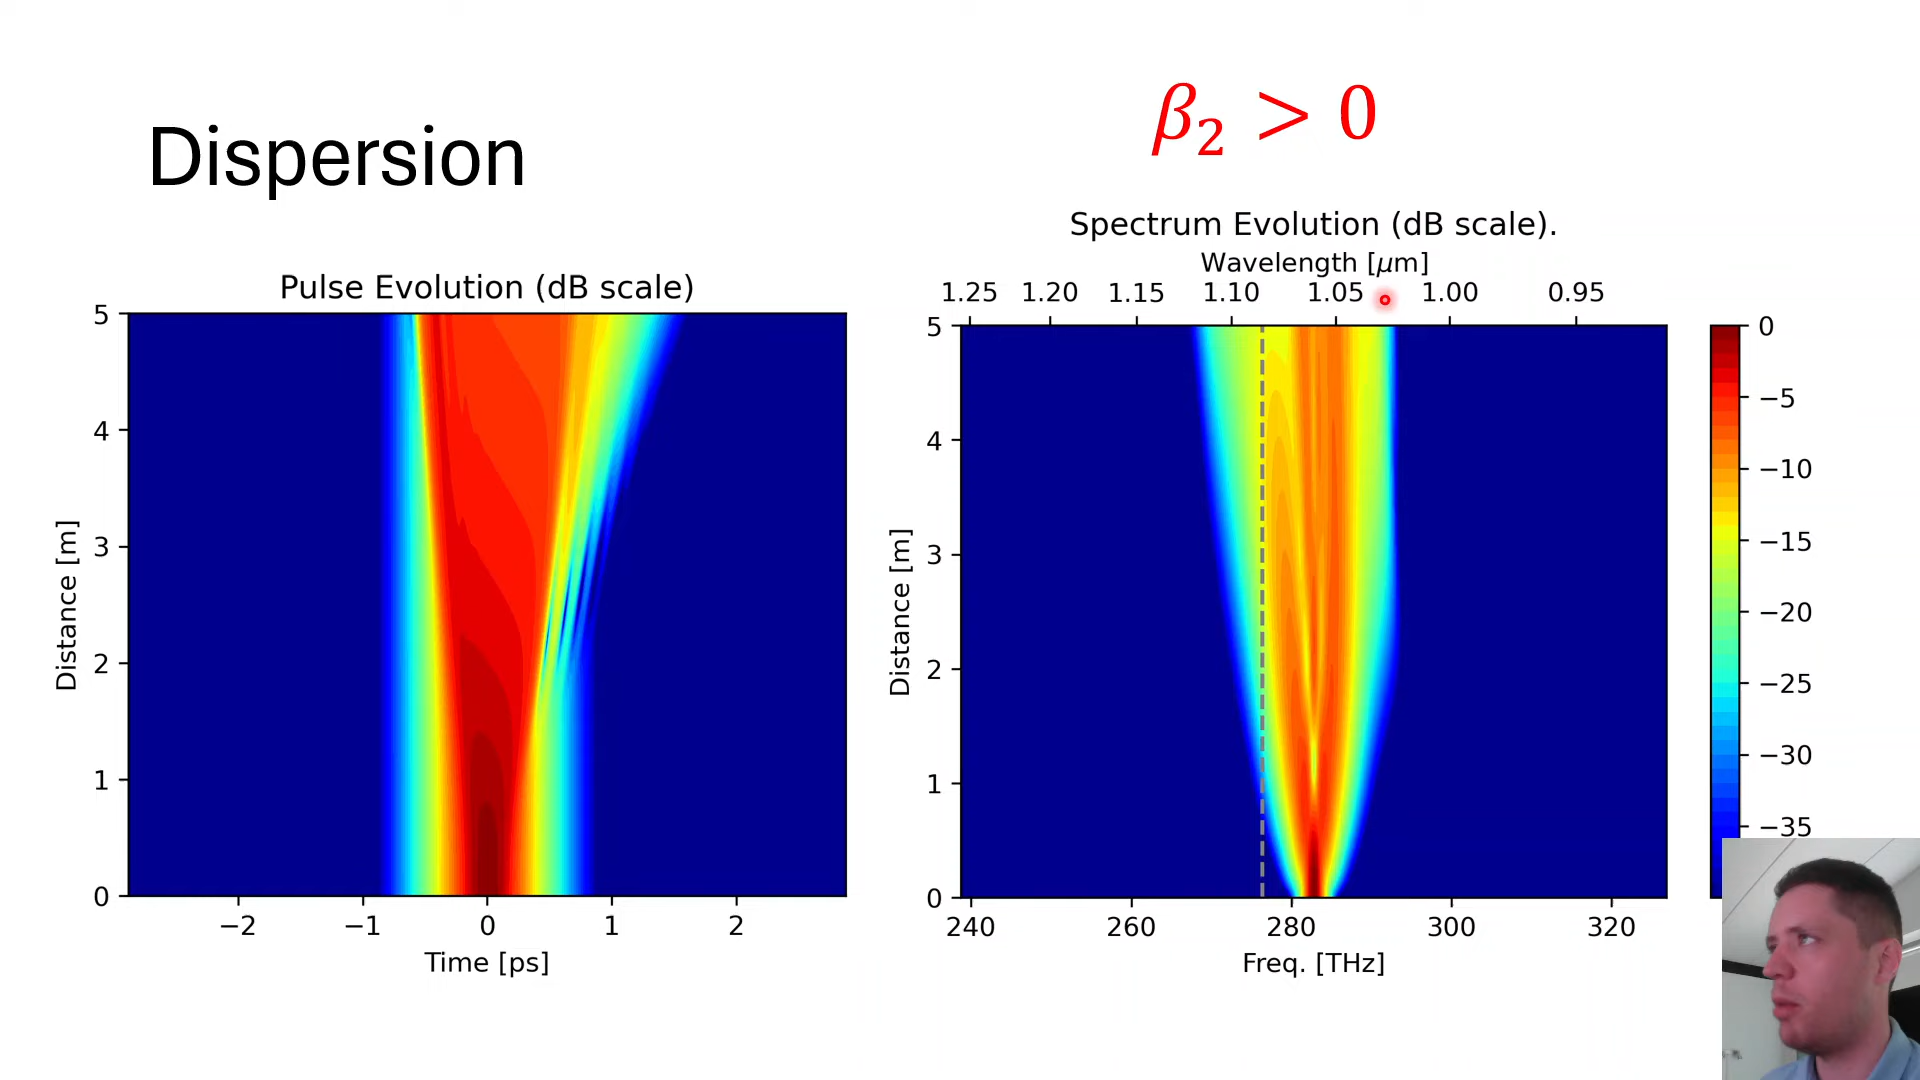 Dispersion
β₂ > 0
Pulse Evolution (dB scale)
5
4
3
2
1
0
Distance [m]
−2 −1 0 1 2
Time [ps]
Spectrum Evolution (dB scale).
Wavelength [μm]
1.25 1.20 1.15 1.10 1.05 1.00 0.95
5
4
3
2
1
0
Distance [m]
240 260 280 300 320
Freq. [THz]
0
−5
−10
−15
−20
−25
−30
−35